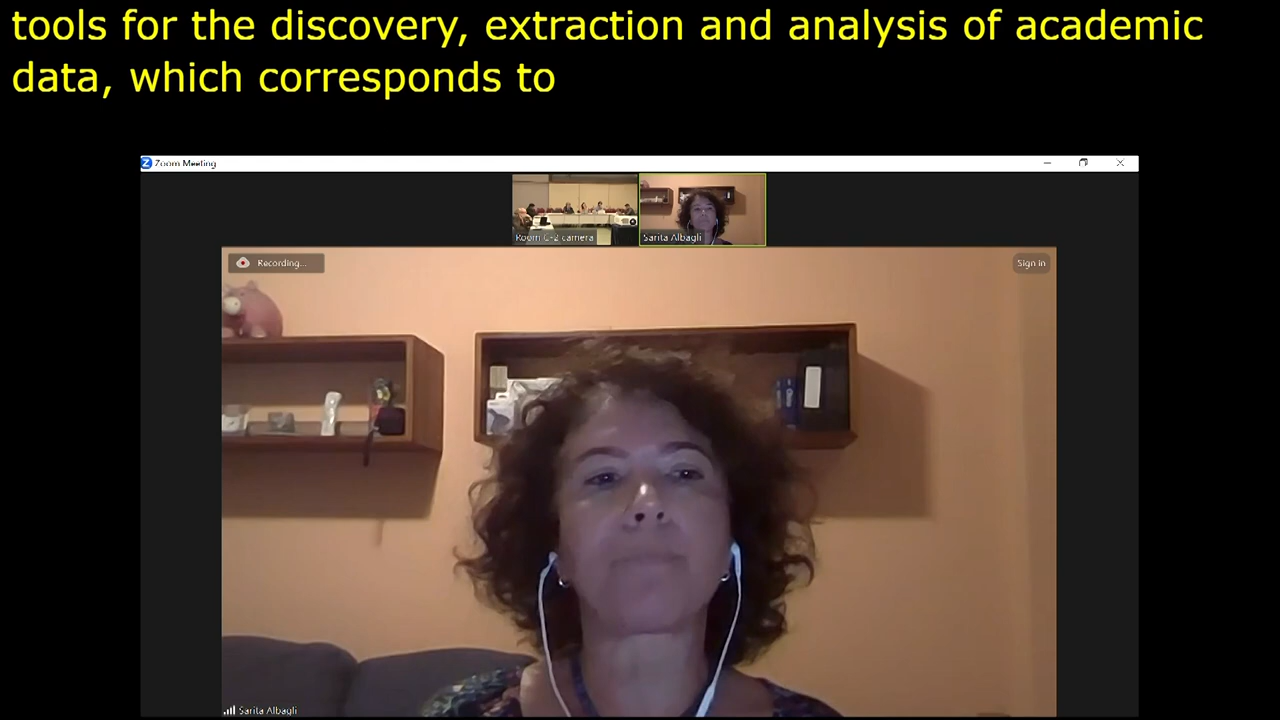 tools for the discovery, extraction and analysis of academic
data, which corresponds to
Zoom Meeting
Room C-2 camera
Sarita Albagli
Recording...
Sign in
Sarita Albagli